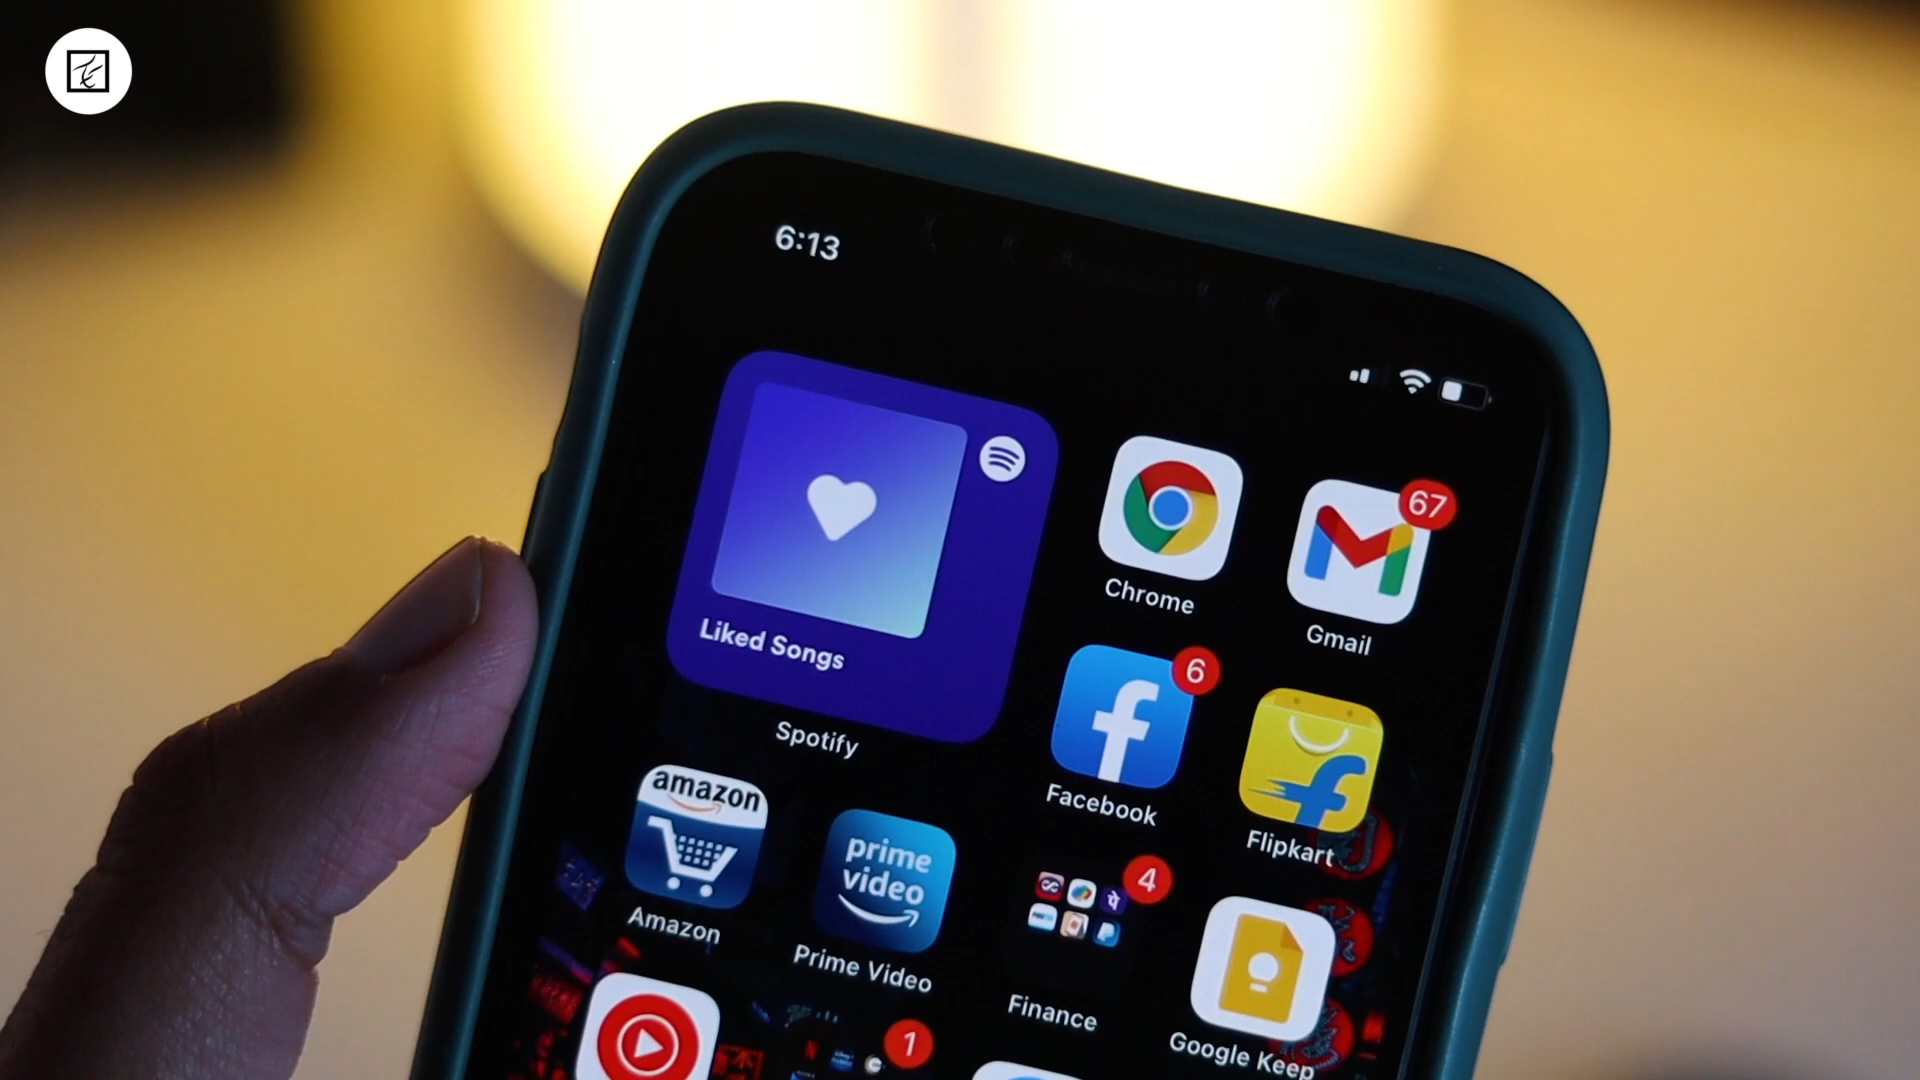 6:13
Liked Songs
Spotify
Chrome
67
Gmail
6
Facebook
Flipkart
amazon
Amazon
prime
video
Prime Video
4
Finance
Google Keep
1